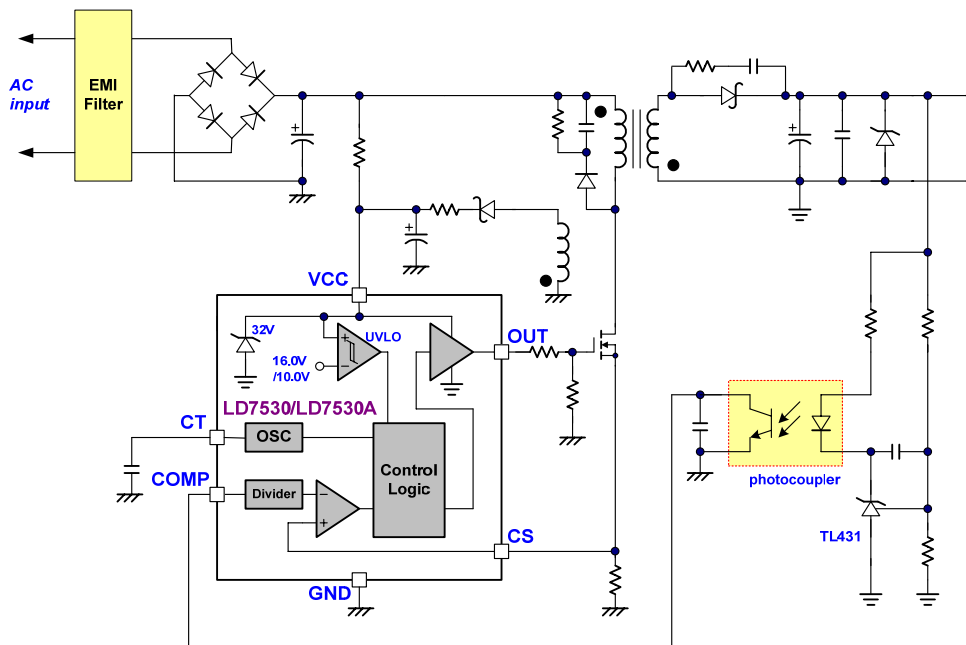 AC
input
EMI
Filter
+
+
+
VCC
32V
+
UVLO
16.0V
/10.0V
−
OUT
LD7530/LD7530A
CT
OSC
COMP
Divider
−
+
Control
Logic
CS
GND
photocoupler
TL431